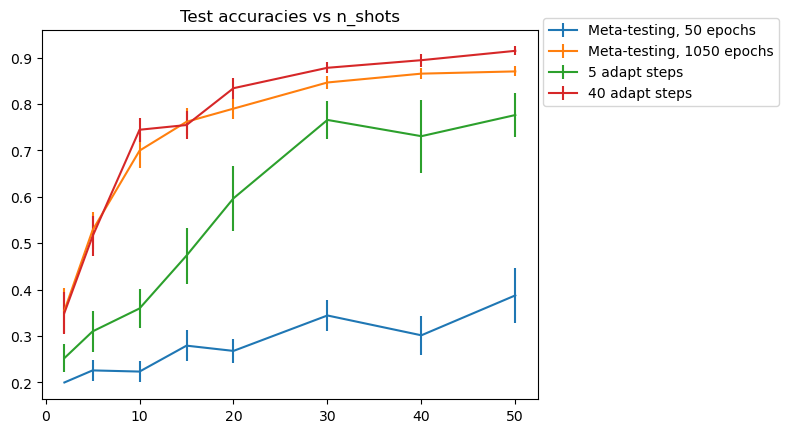 Test accuracies vs n_shots
Meta-testing, 50 epochs
Meta-testing, 1050 epochs
5 adapt steps
40 adapt steps
0.9
0.8
0.7
0.6
0.5
0.4
0.3
0.2
0 10 20 30 40 50